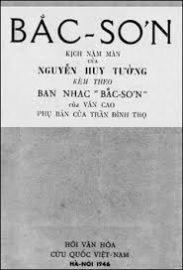 BẮC-SƠN
KỊCH NĂM MÀN
CỦA
NGUYỄN HUY TƯỞNG
KÈM THEO
BẢN NHẠC "BẮC-SƠN"
của VĂN CAO
PHỤ BẢN CỦA TRẦN ĐÌNH THỌ
HỘI VĂN HÓA
CỨU QUỐC VIỆT-NAM
HÀ-NỘI 1946